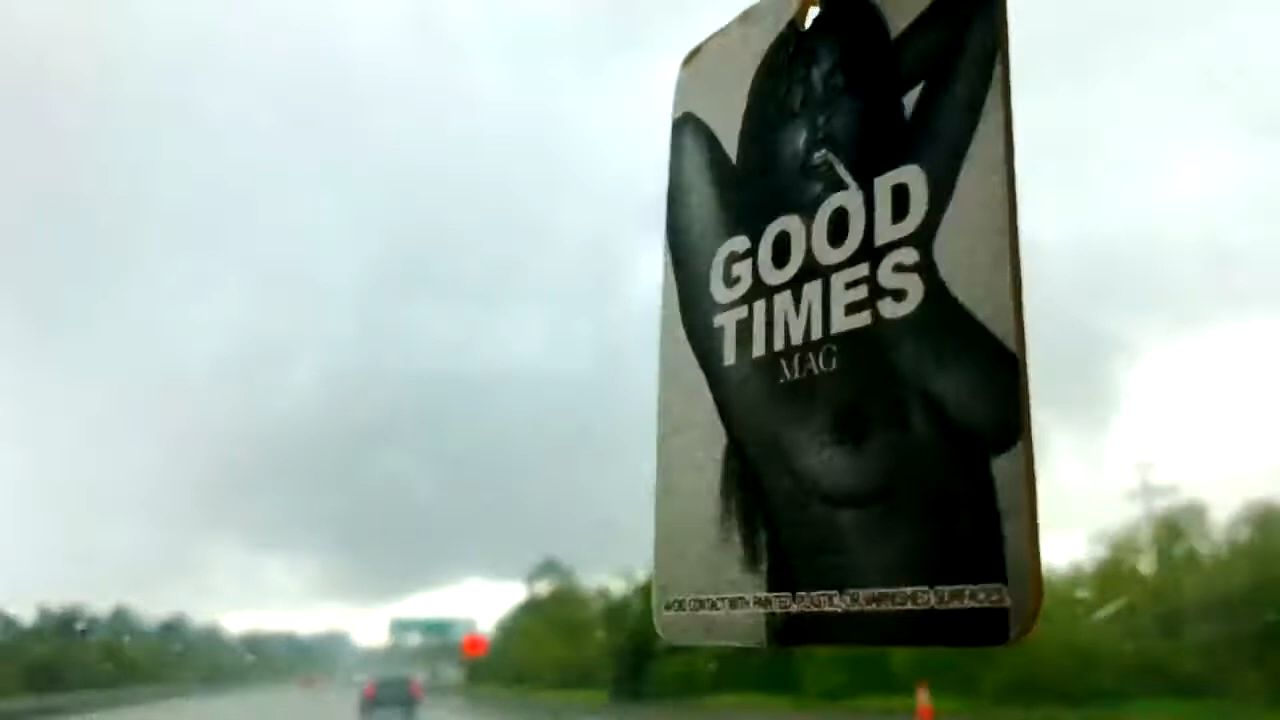 GOOD
TIMES
MAG
AVOID CONTACT WITH PAINTED, PLASTIC, OR VARNISHED SURFACES.